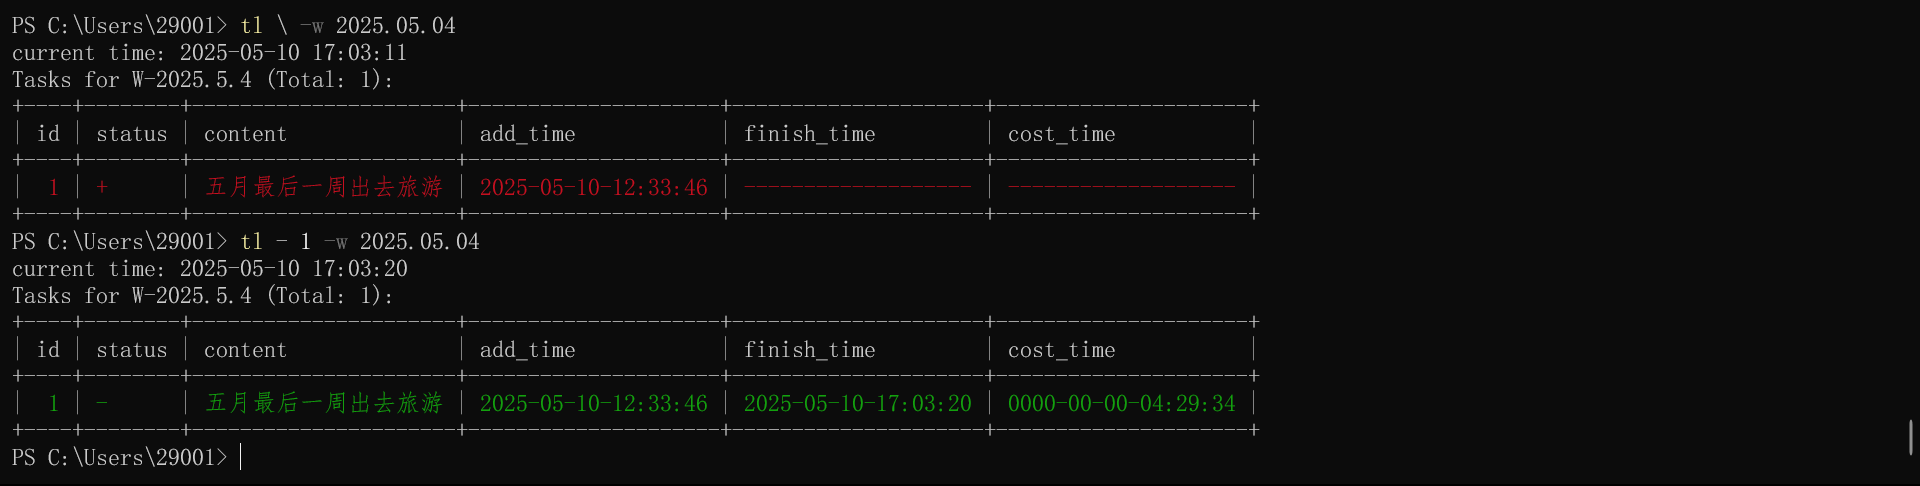 PS C:\Users\29001> tl \ -w 2025.05.04
current time: 2025-05-10 17:03:11
Tasks for W-2025.5.4 (Total: 1):
+----+--------+----------------------+---------------------+---------------------+---------------------+
| id | status | content              | add_time            | finish_time         | cost_time           |
+----+--------+----------------------+---------------------+---------------------+---------------------+
|  1 | +      | 五月最后一周出去旅游 | 2025-05-10-12:33:46 | ------------------- | ------------------- |
+----+--------+----------------------+---------------------+---------------------+---------------------+
PS C:\Users\29001> tl - 1 -w 2025.05.04
current time: 2025-05-10 17:03:20
Tasks for W-2025.5.4 (Total: 1):
+----+--------+----------------------+---------------------+---------------------+---------------------+
| id | status | content              | add_time            | finish_time         | cost_time           |
+----+--------+----------------------+---------------------+---------------------+---------------------+
|  1 | -      | 五月最后一周出去旅游 | 2025-05-10-12:33:46 | 2025-05-10-17:03:20 | 0000-00-00-04:29:34 |
+----+--------+----------------------+---------------------+---------------------+---------------------+
PS C:\Users\29001>